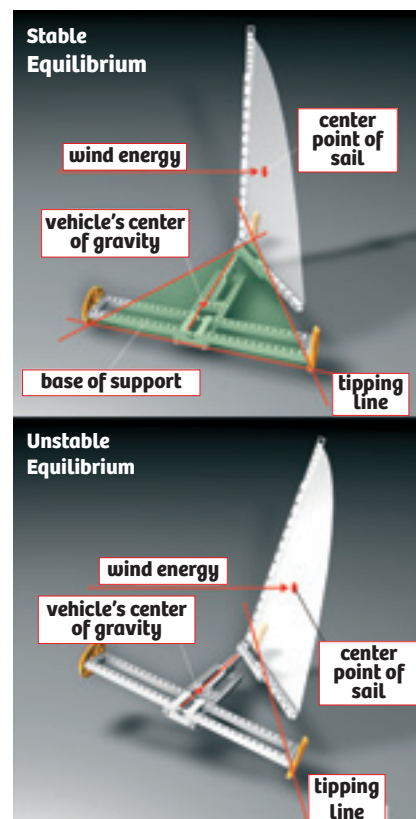 Stable
Equilibrium
center
point of
sail
wind energy
vehicle's center
of gravity
base of support
tipping
line
Unstable
Equilibrium
wind energy
vehicle's center
of gravity
center
point of
sail
tipping
line